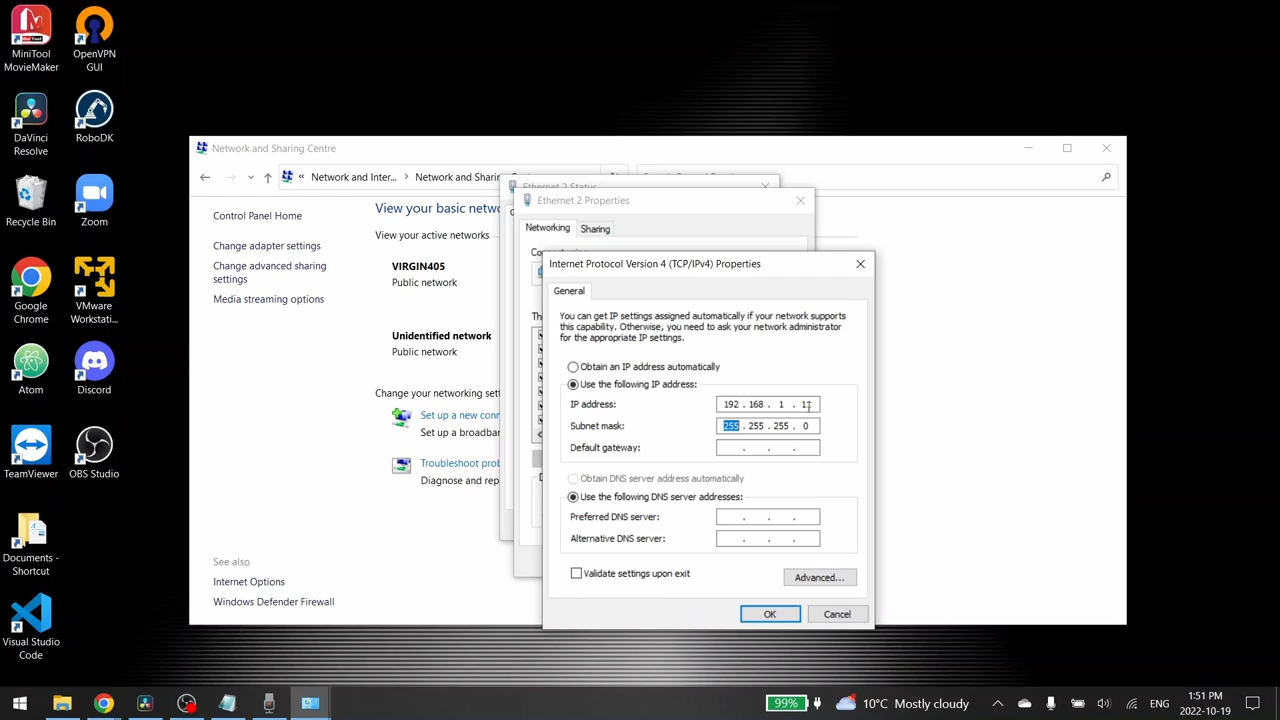 MiniTool
MovieMaker
OpenVPN
GUI
DaVinci
Resolve
RoboDK
Recycle Bin
Zoom
Google
Chrome
VMware
Workstati...
Atom
Discord
TeamViewer
OBS Studio
Documents -
Shortcut
Visual Studio
Code
Network and Sharing Centre
« Network and Inter... > Network and Sharing
Control Panel Home
Change adapter settings
Change advanced sharing
settings
Media streaming options
See also
Internet Options
Windows Defender Firewall
View your basic netwo
View your active networks
VIRGIN405
Public network
Unidentified network
Public network
Change your networking sett
Set up a new conn
Set up a broadban
Troubleshoot prob
Diagnose and rep
Ethernet 2 Status
Ethernet 2 Properties
Networking
Sharing
Internet Protocol Version 4 (TCP/IPv4) Properties
General
You can get IP settings assigned automatically if your network supports
this capability. Otherwise, you need to ask your network administrator
for the appropriate IP settings.
Obtain an IP address automatically
Use the following IP address:
IP address: 192 . 168 . 1 .
Subnet mask: 255 . 255 . 255 . 0
Default gateway: . . .
Obtain DNS server address automatically
Use the following DNS server addresses:
Preferred DNS server: . . .
Alternative DNS server: . . .
Validate settings upon exit
Advanced...
OK
Cancel
99%
10°C Mostly cloudy
ENG
1:51 PM
2022-10-19